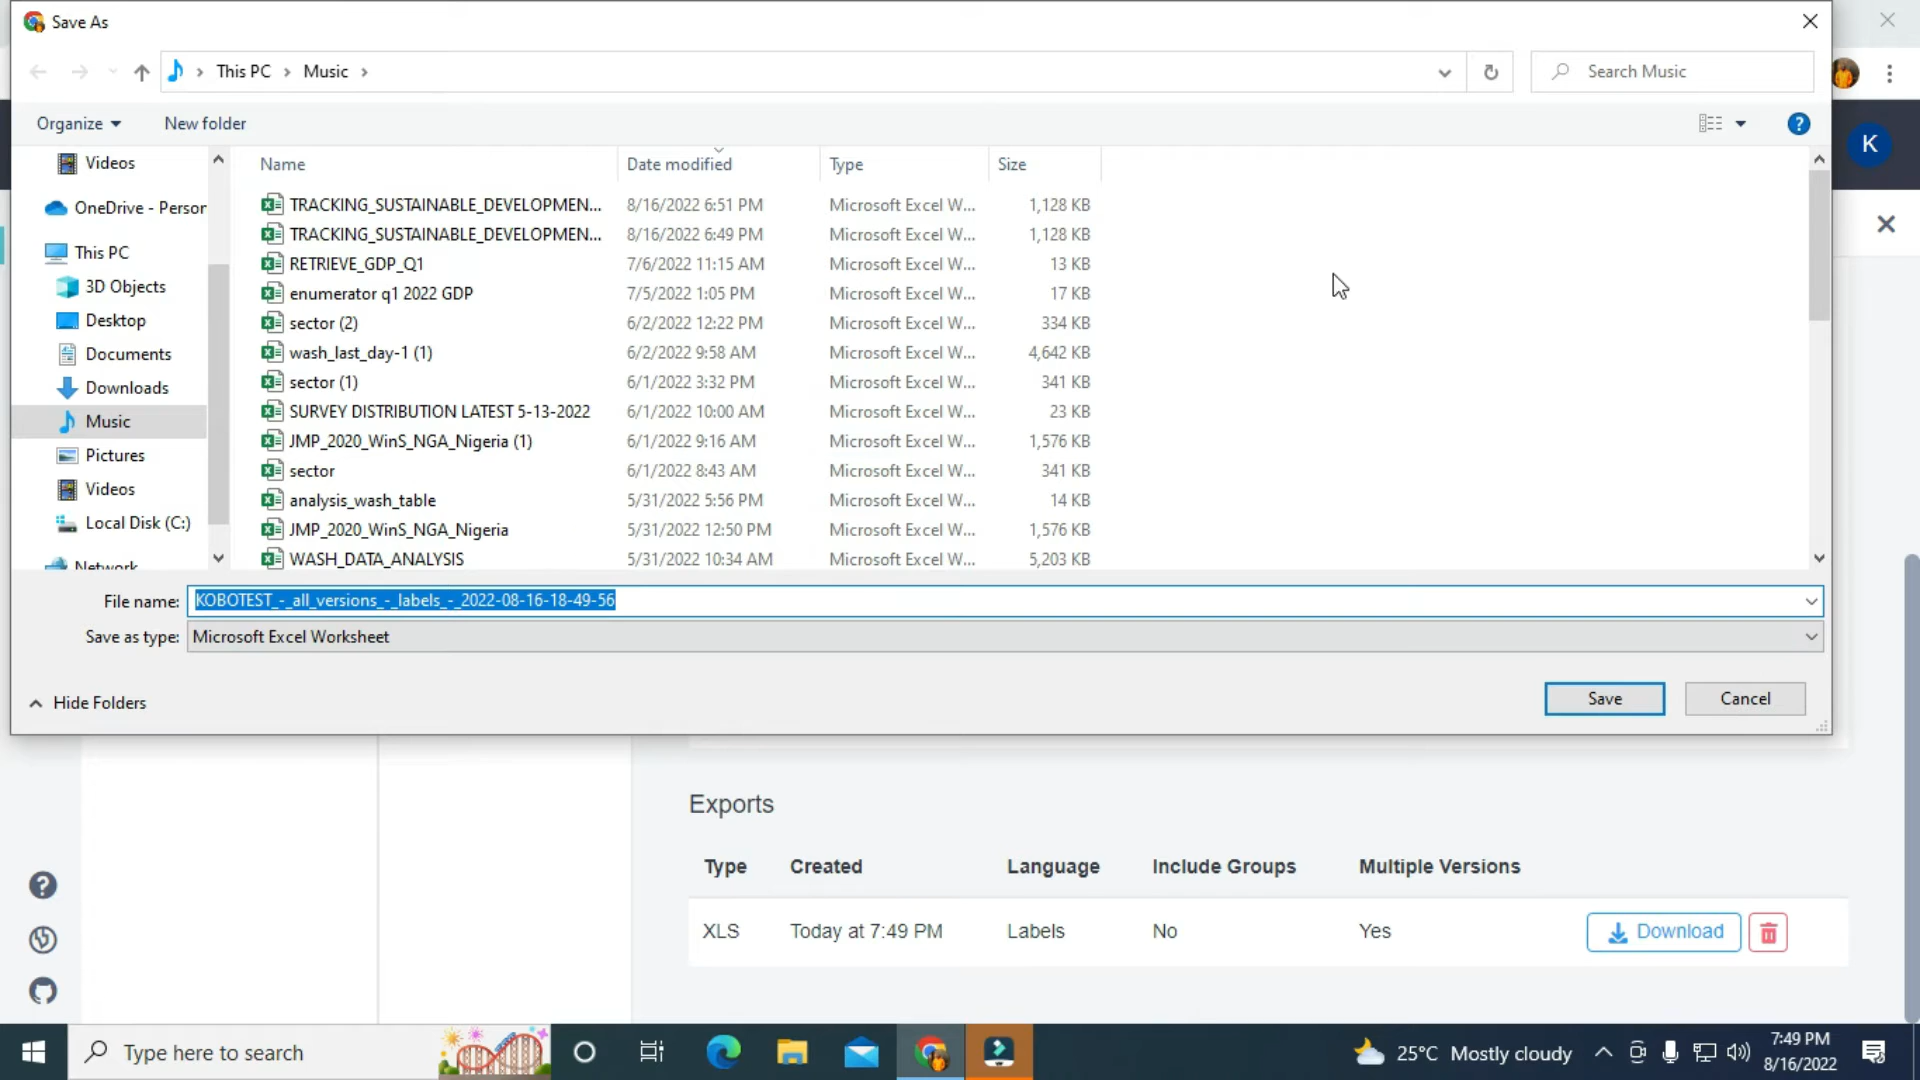 Save As
This PC > Music >
Search Music
Organize
New folder
K
Name Date modified Type Size
TRACKING_SUSTAINABLE_DEVELOPMEN... 8/16/2022 6:51 PM Microsoft Excel W... 1,128 KB
TRACKING_SUSTAINABLE_DEVELOPMEN... 8/16/2022 6:49 PM Microsoft Excel W... 1,128 KB
RETRIEVE_GDP_Q1 7/6/2022 11:15 AM Microsoft Excel W... 13 KB
enumerator q1 2022 GDP 7/5/2022 1:05 PM Microsoft Excel W... 17 KB
sector (2) 6/2/2022 12:22 PM Microsoft Excel W... 334 KB
wash_last_day-1 (1) 6/2/2022 9:58 AM Microsoft Excel W... 4,642 KB
sector (1) 6/1/2022 3:32 PM Microsoft Excel W... 341 KB
SURVEY DISTRIBUTION LATEST 5-13-2022 6/1/2022 10:00 AM Microsoft Excel W... 23 KB
JMP_2020_WinS_NGA_Nigeria (1) 6/1/2022 9:16 AM Microsoft Excel W... 1,576 KB
sector 6/1/2022 8:43 AM Microsoft Excel W... 341 KB
analysis_wash_table 5/31/2022 5:56 PM Microsoft Excel W... 14 KB
JMP_2020_WinS_NGA_Nigeria 5/31/2022 12:50 PM Microsoft Excel W... 1,576 KB
WASH_DATA_ANALYSIS 5/31/2022 10:34 AM Microsoft Excel W... 5,203 KB
Videos
OneDrive - Person
This PC
3D Objects
Desktop
Documents
Downloads
Music
Pictures
Videos
Local Disk (C:)
Network
File name: KOBOTEST_-_all_versions_-_labels_-_2022-08-16-18-49-56
Save as type: Microsoft Excel Worksheet
Hide Folders
Save
Cancel
Exports
Type Created Language Include Groups Multiple Versions
XLS Today at 7:49 PM Labels No Yes Download
Type here to search
25°C Mostly cloudy
7:49 PM
8/16/2022